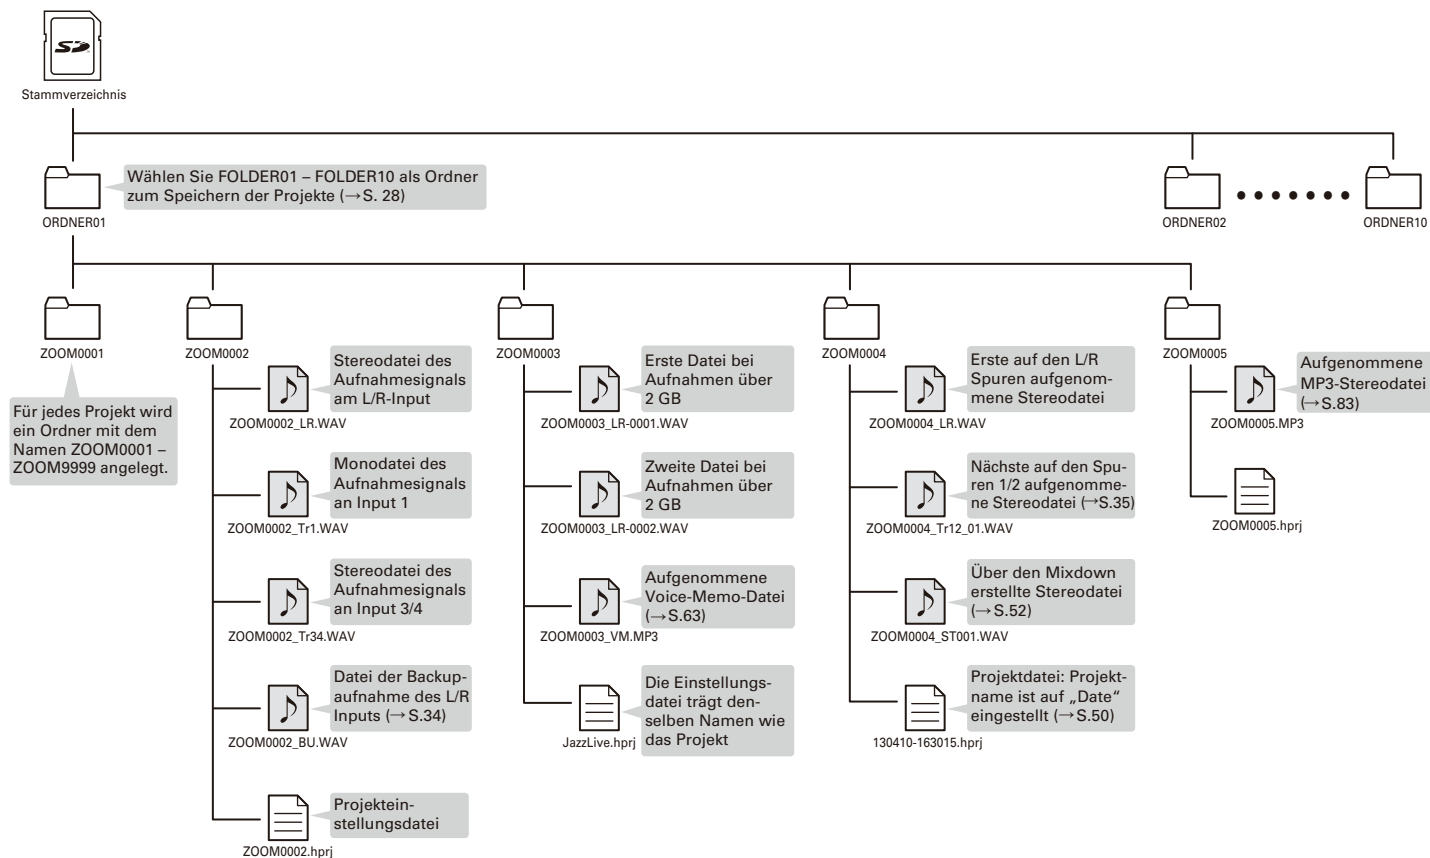 SD
Stammverzeichnis
Wählen Sie FOLDER01 – FOLDER10 als Ordner
zum Speichern der Projekte (→S. 28)
ORDNER01
ORDNER02
ORDNER10
ZOOM0001
Für jedes Projekt wird
ein Ordner mit dem
Namen ZOOM0001 –
ZOOM9999 angelegt.
ZOOM0002
Stereodatei des
Aufnahmesignals
am L/R-Input
ZOOM0002_LR.WAV
Monodatei des
Aufnahmesignals
an Input 1
ZOOM0002_Tr1.WAV
Stereodatei des
Aufnahmesignals
an Input 3/4
ZOOM0002_Tr34.WAV
Datei der Backup-
aufnahme des L/R
Inputs (→S.34)
ZOOM0002_BU.WAV
Projektein-
stellungsdatei
ZOOM0002.hprj
ZOOM0003
Erste Datei bei
Aufnahmen über
2 GB
ZOOM0003_LR-0001.WAV
Zweite Datei bei
Aufnahmen über
2 GB
ZOOM0003_LR-0002.WAV
Aufgenommene
Voice-Memo-Datei
(→S.63)
ZOOM0003_VM.MP3
Die Einstellungs-
datei trägt den-
selben Namen wie
das Projekt
JazzLive.hprj
ZOOM0004
Erste auf den L/R
Spuren aufgenom-
mene Stereodatei
ZOOM0004_LR.WAV
Nächste auf den Spu-
ren 1/2 aufgenomme-
ne Stereodatei (→S.35)
ZOOM0004_Tr12_01.WAV
Über den Mixdown
erstellte Stereodatei
(→S.52)
ZOOM0004_ST001.WAV
Projektdatei: Projekt-
name ist auf „Date“
eingestellt (→S.50)
130410-163015.hprj
ZOOM0005
Aufgenommene
MP3-Stereodatei
(→S.83)
ZOOM0005.MP3
ZOOM0005.hprj